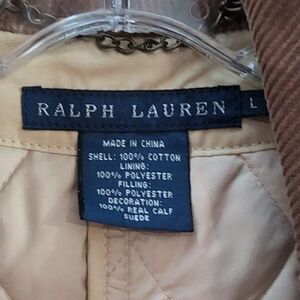 RALPH LAUREN L
MADE IN CHINA
SHELL: 100% COTTON
LINING:
100% POLYESTER
FILLING:
100% POLYESTER
DECORATION:
100% REAL CALF
SUEDE